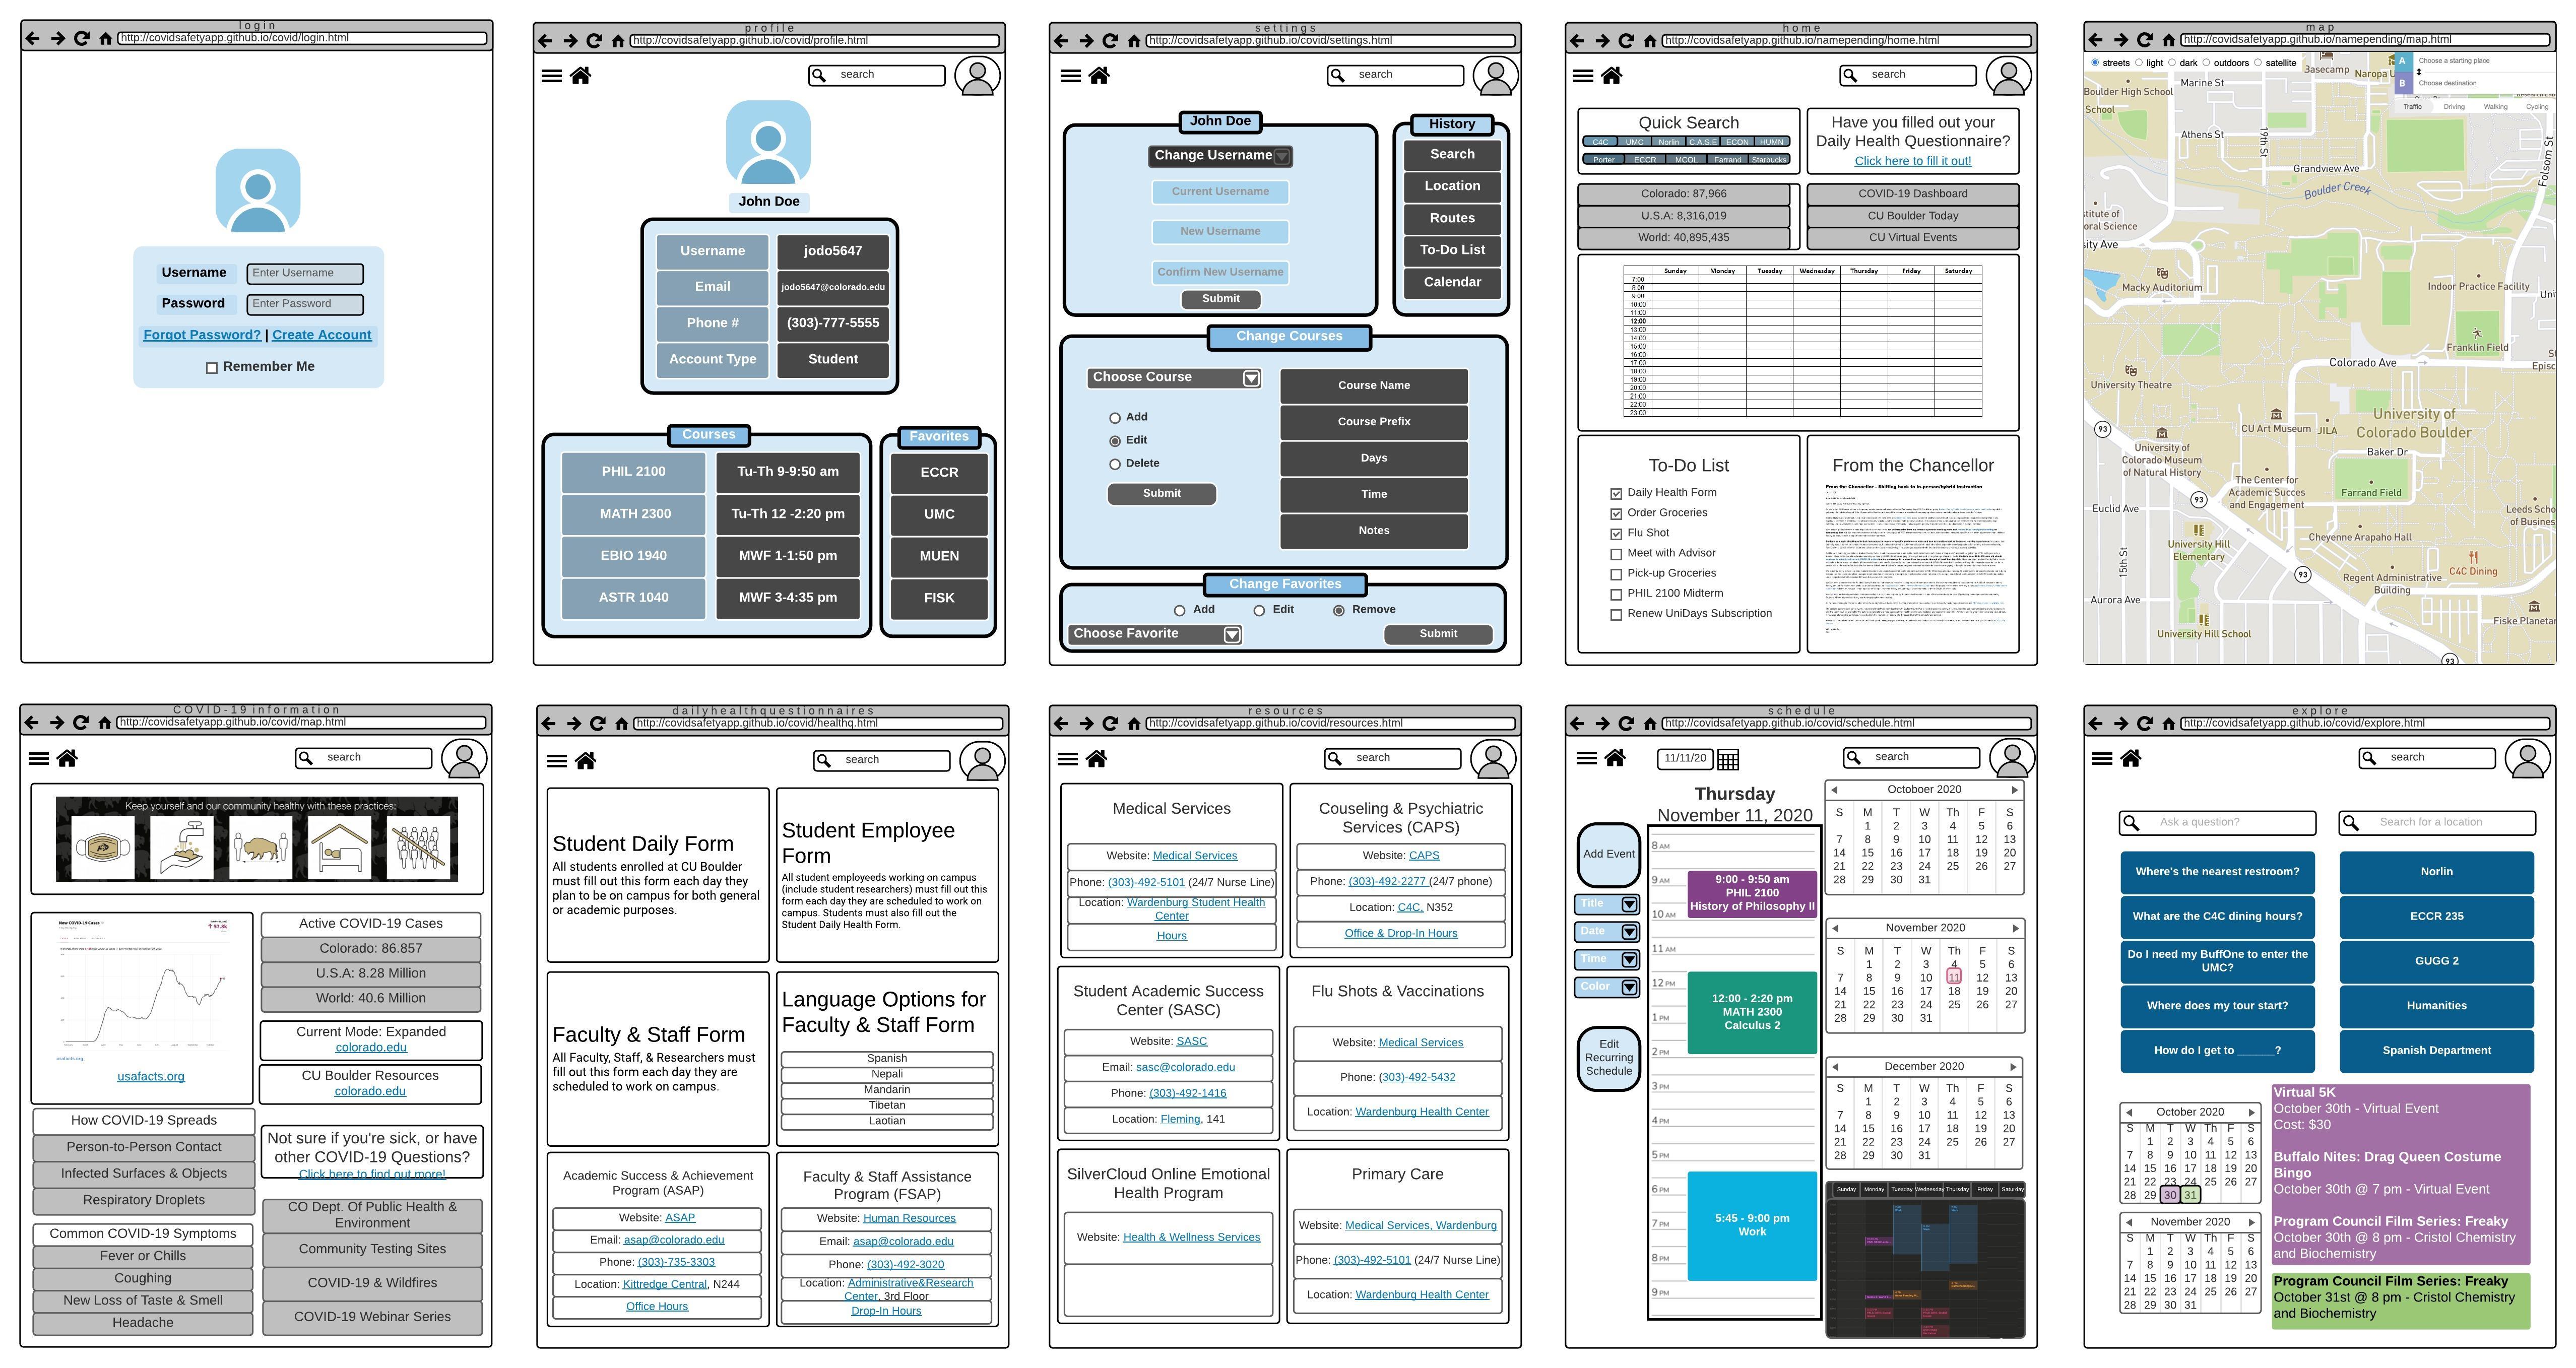 login
http://covidsafetyapp.github.io/covid/login.html
Username
Enter Username
Password
Enter Password
Forgot Password? | Create Account
Remember Me
profile
http://covidsafetyapp.github.io/covid/profile.html
search
John Doe
Username jodo5647
Email jodo5647@colorado.edu
Phone # (303)-777-5555
Account Type Student
Courses
PHIL 2100 Tu-Th 9-9:50 am
MATH 2300 Tu-Th 12 -2:20 pm
EBIO 1940 MWF 1-1:50 pm
ASTR 1040 MWF 3-4:35 pm
Favorites
ECCR
UMC
MUEN
FISK
settings
http://covidsafetyapp.github.io/covid/settings.html
search
John Doe
Change Username
Current Username
New Username
Confirm New Username
Submit
History
Search
Location
Routes
To-Do List
Calendar
Change Courses
Choose Course
Add
Edit
Delete
Submit
Course Name
Course Prefix
Days
Time
Notes
Change Favorites
Add Edit Remove
Choose Favorite
Submit
home
http://covidsafetyapp.github.io/namepending/home.html
search
Quick Search
C4C UMC Norlin C.A.S.E ECON HUMN
Porter ECCR MCOL Farrand Starbucks
Have you filled out your
Daily Health Questionnaire?
Click here to fill it out!
Colorado: 87,966
U.S.A: 8,316,019
World: 40,895,435
COVID-19 Dashboard
CU Boulder Today
CU Virtual Events
Sunday Monday Tuesday Wednesday Thursday Friday Saturday
7:00
8:00
9:00
10:00
11:00
12:00
13:00
14:00
15:00
16:00
17:00
18:00
19:00
20:00
21:00
22:00
23:00
To-Do List
Daily Health Form
Order Groceries
Flu Shot
Meet with Advisor
Pick-up Groceries
PHIL 2100 Midterm
Renew UniDays Subscription
From the Chancellor
From the Chancellor - Shifting back to in-person/hybrid instruction
map
http://covidsafetyapp.github.io/namepending/map.html
streets light dark outdoors satellite
A Choose a starting place
B Choose destination
Traffic Driving Walking Cycling
Basecamp
Naropa U
Boulder High School
School
Marine St
Athens St
19th St
Folsom St
Grandview Ave
Boulder Creek
titute of
oral Science
sity Ave
Macky Auditorium
Indoor Practice Facility
Uni
Franklin Field
Colorado Ave
St
Episc
University Theatre
University of
Colorado Boulder
CU Art Museum
JILA
93
Baker Dr
University of
Colorado Museum
of Natural History
The Center for
Academic Succes
and Engagement
Farrand Field
93
Euclid Ave
Leeds Scho
of Busines
University Hill
Elementary
Cheyenne Arapaho Hall
15th St
93
C4C Dining
Regent Administrative
Building
Aurora Ave
Fiske Planetar
University Hill School
93
COVID-19 information
http://covidsafetyapp.github.io/covid/map.html
search
Keep yourself and our community healthy with these practices:
New COVID-19 Cases
57.8k
usafacts.org
usafacts.org
Active COVID-19 Cases
Colorado: 86.857
U.S.A: 8.28 Million
World: 40.6 Million
Current Mode: Expanded
colorado.edu
CU Boulder Resources
colorado.edu
How COVID-19 Spreads
Person-to-Person Contact
Infected Surfaces & Objects
Respiratory Droplets
Common COVID-19 Symptoms
Fever or Chills
Coughing
New Loss of Taste & Smell
Headache
Not sure if you're sick, or have
other COVID-19 Questions?
Click here to find out more!
CO Dept. Of Public Health &
Environment
Community Testing Sites
COVID-19 & Wildfires
COVID-19 Webinar Series
dailyhealthquestionnaires
http://covidsafetyapp.github.io/covid/healthq.html
search
Student Daily Form
All students enrolled at CU Boulder
must fill out this form each day they
plan to be on campus for both general
or academic purposes.
Student Employee
Form
All student employeeds working on campus
(include student researchers) must fill out this
form each day they are scheduled to work on
campus. Students must also fill out the
Student Daily Health Form.
Faculty & Staff Form
All Faculty, Staff, & Researchers must
fill out this form each day they are
scheduled to work on campus.
Language Options for
Faculty & Staff Form
Spanish
Nepali
Mandarin
Tibetan
Laotian
Academic Success & Achievement
Program (ASAP)
Website: ASAP
Email: asap@colorado.edu
Phone: (303)-735-3303
Location: Kittredge Central, N244
Office Hours
Faculty & Staff Assistance
Program (FSAP)
Website: Human Resources
Email: asap@colorado.edu
Phone: (303)-492-3020
Location: Administrative&Research
Center, 3rd Floor
Drop-In Hours
resources
http://covidsafetyapp.github.io/covid/resources.html
search
Medical Services
Website: Medical Services
Phone: (303)-492-5101 (24/7 Nurse Line)
Location: Wardenburg Student Health
Center
Hours
Couseling & Psychiatric
Services (CAPS)
Website: CAPS
Phone: (303)-492-2277 (24/7 phone)
Location: C4C, N352
Office & Drop-In Hours
Student Academic Success
Center (SASC)
Website: SASC
Email: sasc@colorado.edu
Phone: (303)-492-1416
Location: Fleming, 141
Flu Shots & Vaccinations
Website: Medical Services
Phone: (303)-492-5432
Location: Wardenburg Health Center
SilverCloud Online Emotional
Health Program
Website: Health & Wellness Services
Primary Care
Website: Medical Services, Wardenburg
Phone: (303)-492-5101 (24/7 Nurse Line)
Location: Wardenburg Health Center
schedule
http://covidsafetyapp.github.io/covid/schedule.html
11/11/20
search
Thursday
November 11, 2020
Add Event
Title
Date
Time
Color
Edit
Recurring
Schedule
8 AM
9 AM
10 AM
11 AM
12 PM
1 PM
2 PM
3 PM
4 PM
5 PM
6 PM
7 PM
8 PM
9 PM
9:00 - 9:50 am
PHIL 2100
History of Philosophy II
12:00 - 2:20 pm
MATH 2300
Calculus 2
5:45 - 9:00 pm
Work
Octoboer 2020
S M T W Th F S
1 2 3 4 5 6
7 8 9 10 11 12 13
14 15 16 17 18 19 20
21 22 23 24 25 26 27
28 29 30 31
November 2020
S M T W Th F S
1 2 3 4 5 6
7 8 9 10 11 12 13
14 15 16 17 18 19 20
21 22 23 24 25 26 27
28 29 30 31
December 2020
S M T W Th F S
1 2 3 4 5 6
7 8 9 10 11 12 13
14 15 16 17 18 19 20
21 22 23 24 25 26 27
28 29 30 31
Sunday Monday Tuesday Wednesday Thursday Friday Saturday
explore
http://covidsafetyapp.github.io/covid/explore.html
search
Ask a question?
Search for a location
Where's the nearest restroom?
What are the C4C dining hours?
Do I need my BuffOne to enter the
UMC?
Where does my tour start?
How do I get to ______?
Norlin
ECCR 235
GUGG 2
Humanities
Spanish Department
October 2020
S M T W Th F S
1 2 3 4 5 6
7 8 9 10 11 12 13
14 15 16 17 18 19 20
21 22 23 24 25 26 27
28 29 30 31
November 2020
S M T W Th F S
1 2 3 4 5 6
7 8 9 10 11 12 13
14 15 16 17 18 19 20
21 22 23 24 25 26 27
28 29 30 31
Virtual 5K
October 30th - Virtual Event
Cost: $30
Buffalo Nites: Drag Queen Costume
Bingo
October 30th @ 7 pm - Virtual Event
Program Council Film Series: Freaky
October 30th @ 8 pm - Cristol Chemistry
and Biochemistry
Program Council Film Series: Freaky
October 31st @ 8 pm - Cristol Chemistry
and Biochemistry